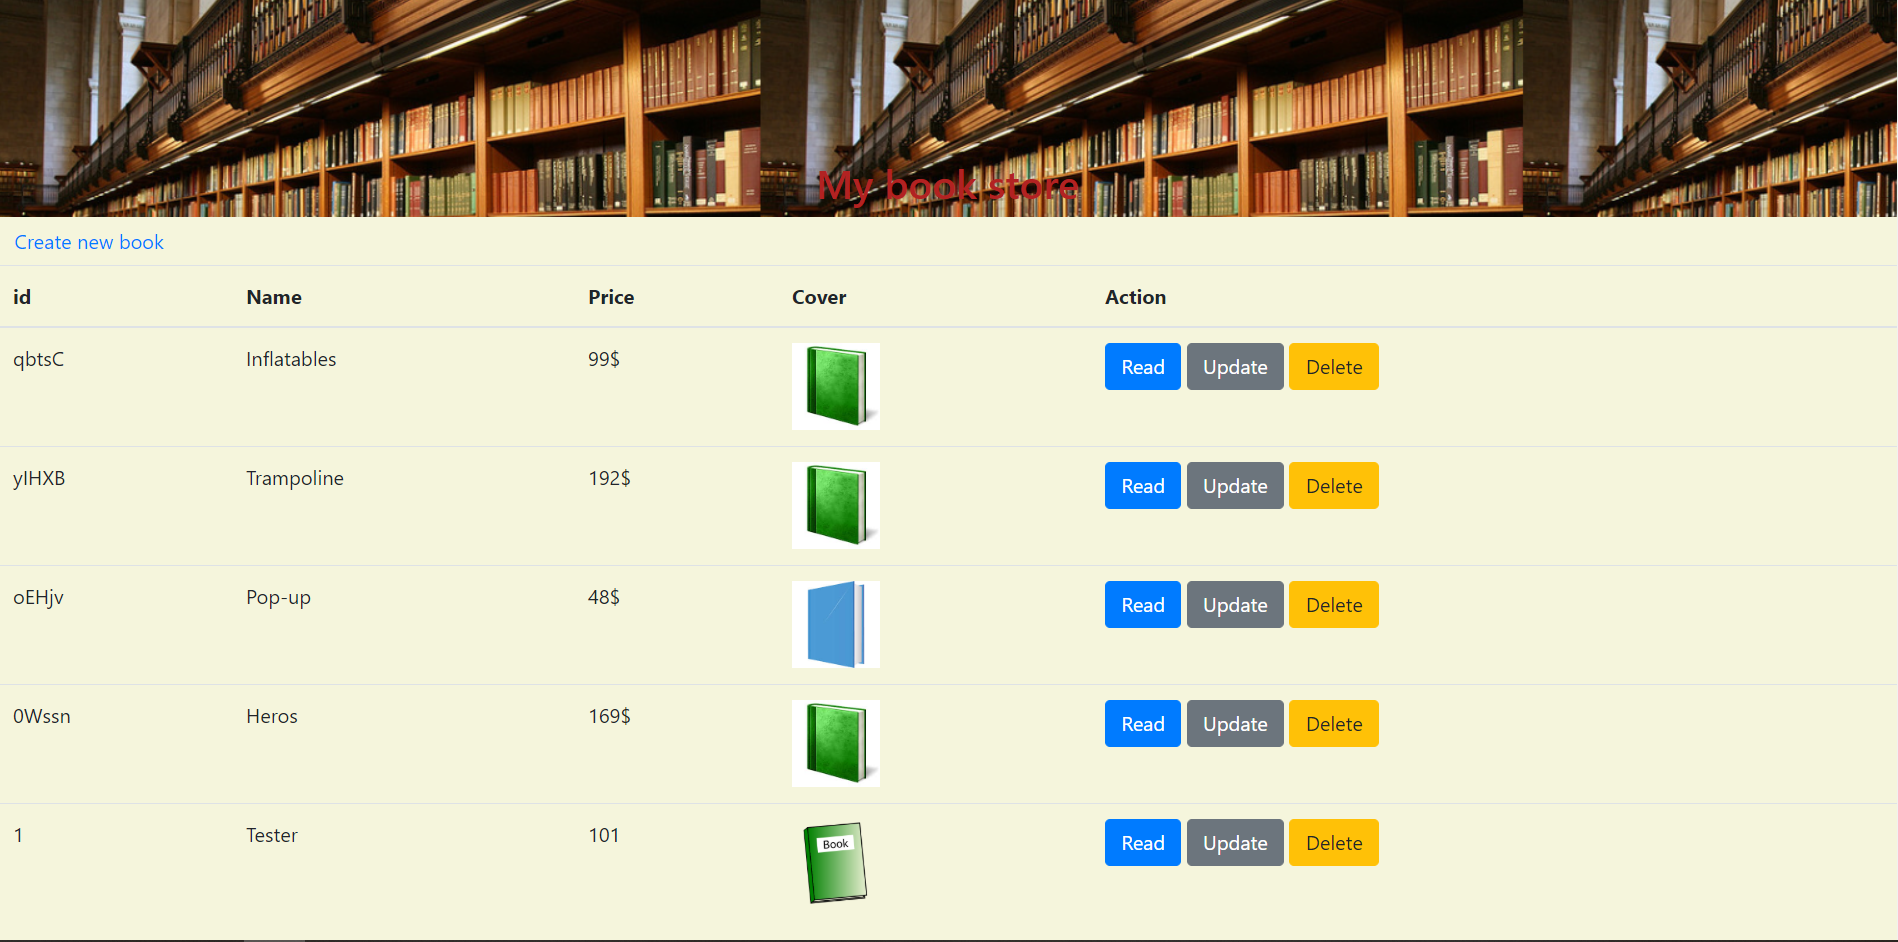 My book store
Create new book
id Name Price Cover Action
qbtsC Inflatables 99$ Read Update Delete
yIHXB Trampoline 192$ Read Update Delete
oEHjv Pop-up 48$ Read Update Delete
0Wssn Heros 169$ Read Update Delete
1 Tester 101 Book Read Update Delete